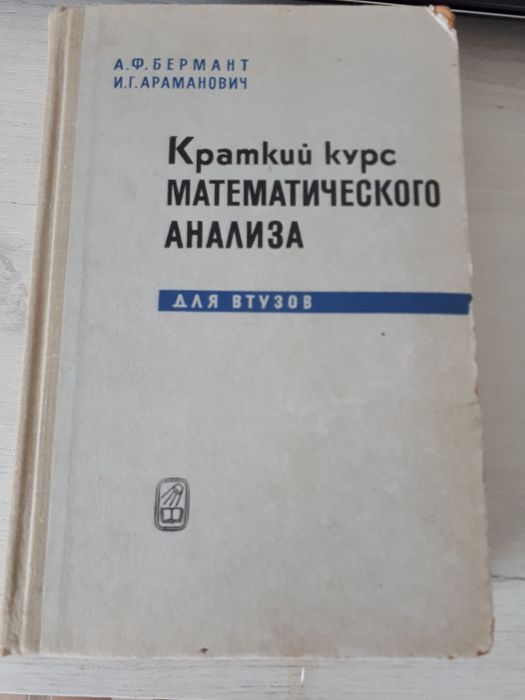 А.Ф.БЕРМАНТ
И.Г.АРАМАНОВИЧ
Краткий курс
МАТЕМАТИЧЕСКОГО
АНАЛИЗА
ДЛЯ ВТУЗОВ